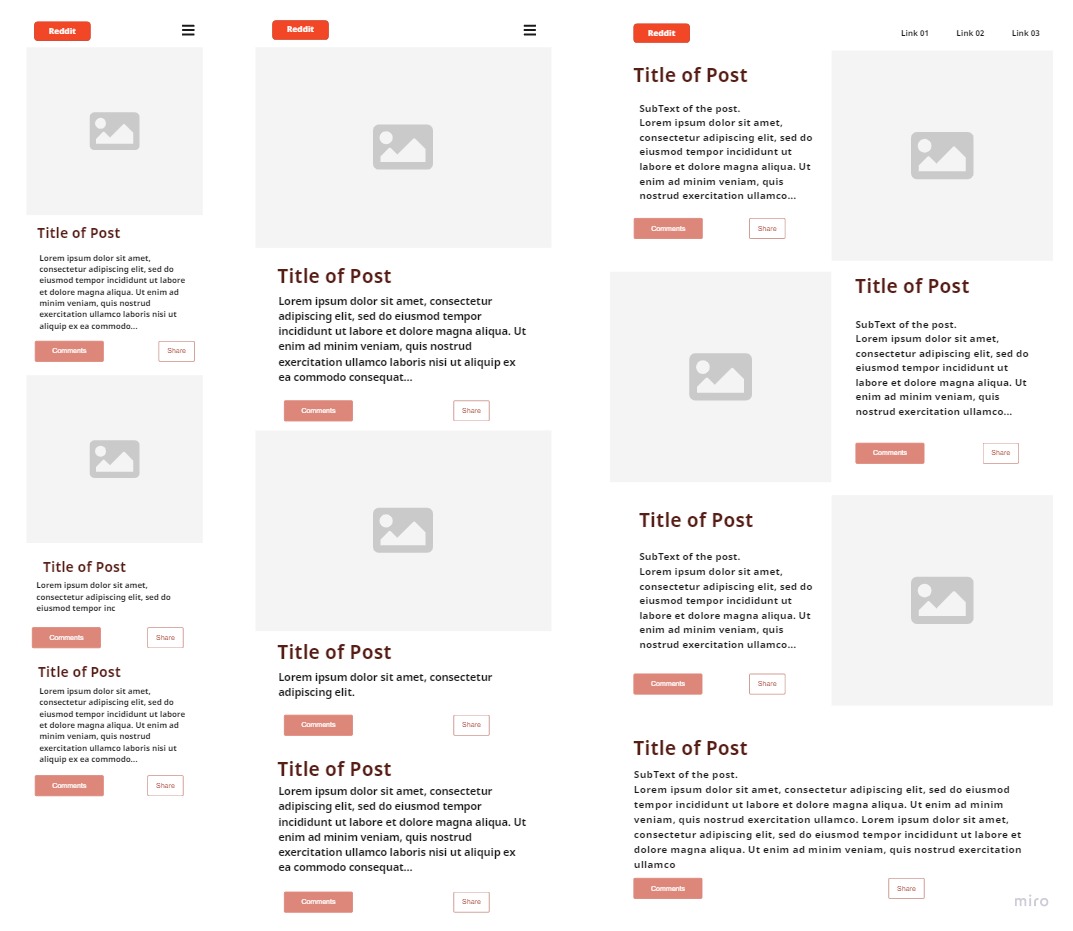 Reddit
Title of Post
Lorem ipsum dolor sit amet,
consectetur adipiscing elit, sed do
eiusmod tempor incididunt ut labore
et dolore magna aliqua. Ut enim ad
minim veniam, quis nostrud
exercitation ullamco laboris nisi ut
aliquip ex ea commodo...
Comments Share
Title of Post
Lorem ipsum dolor sit amet,
consectetur adipiscing elit, sed do
eiusmod tempor inc
Comments Share
Title of Post
Lorem ipsum dolor sit amet,
consectetur adipiscing elit, sed do
eiusmod tempor incididunt ut labore
et dolore magna aliqua. Ut enim ad
minim veniam, quis nostrud
exercitation ullamco laboris nisi ut
aliquip ex ea commodo...
Comments Share
Reddit
Title of Post
Lorem ipsum dolor sit amet, consectetur
adipiscing elit, sed do eiusmod tempor
incididunt ut labore et dolore magna aliqua. Ut
enim ad minim veniam, quis nostrud
exercitation ullamco laboris nisi ut aliquip ex
ea commodo consequat...
Comments Share
Title of Post
Lorem ipsum dolor sit amet, consectetur
adipiscing elit.
Comments Share
Title of Post
Lorem ipsum dolor sit amet, consectetur
adipiscing elit, sed do eiusmod tempor
incididunt ut labore et dolore magna aliqua. Ut
enim ad minim veniam, quis nostrud
exercitation ullamco laboris nisi ut aliquip ex
ea commodo consequat...
Comments Share
Reddit Link 01 Link 02 Link 03
Title of Post
SubText of the post.
Lorem ipsum dolor sit amet,
consectetur adipiscing elit, sed do
eiusmod tempor incididunt ut
labore et dolore magna aliqua. Ut
enim ad minim veniam, quis
nostrud exercitation ullamco...
Comments Share
Title of Post
SubText of the post.
Lorem ipsum dolor sit amet,
consectetur adipiscing elit, sed do
eiusmod tempor incididunt ut
labore et dolore magna aliqua. Ut
enim ad minim veniam, quis
nostrud exercitation ullamco...
Comments Share
Title of Post
SubText of the post.
Lorem ipsum dolor sit amet,
consectetur adipiscing elit, sed do
eiusmod tempor incididunt ut
labore et dolore magna aliqua. Ut
enim ad minim veniam, quis
nostrud exercitation ullamco...
Comments Share
Title of Post
SubText of the post.
Lorem ipsum dolor sit amet, consectetur adipiscing elit, sed do eiusmod
tempor incididunt ut labore et dolore magna aliqua. Ut enim ad minim
veniam, quis nostrud exercitation ullamco. Lorem ipsum dolor sit amet,
consectetur adipiscing elit, sed do eiusmod tempor incididunt ut labore et
dolore magna aliqua. Ut enim ad minim veniam, quis nostrud exercitation
ullamco
Comments Share
miro